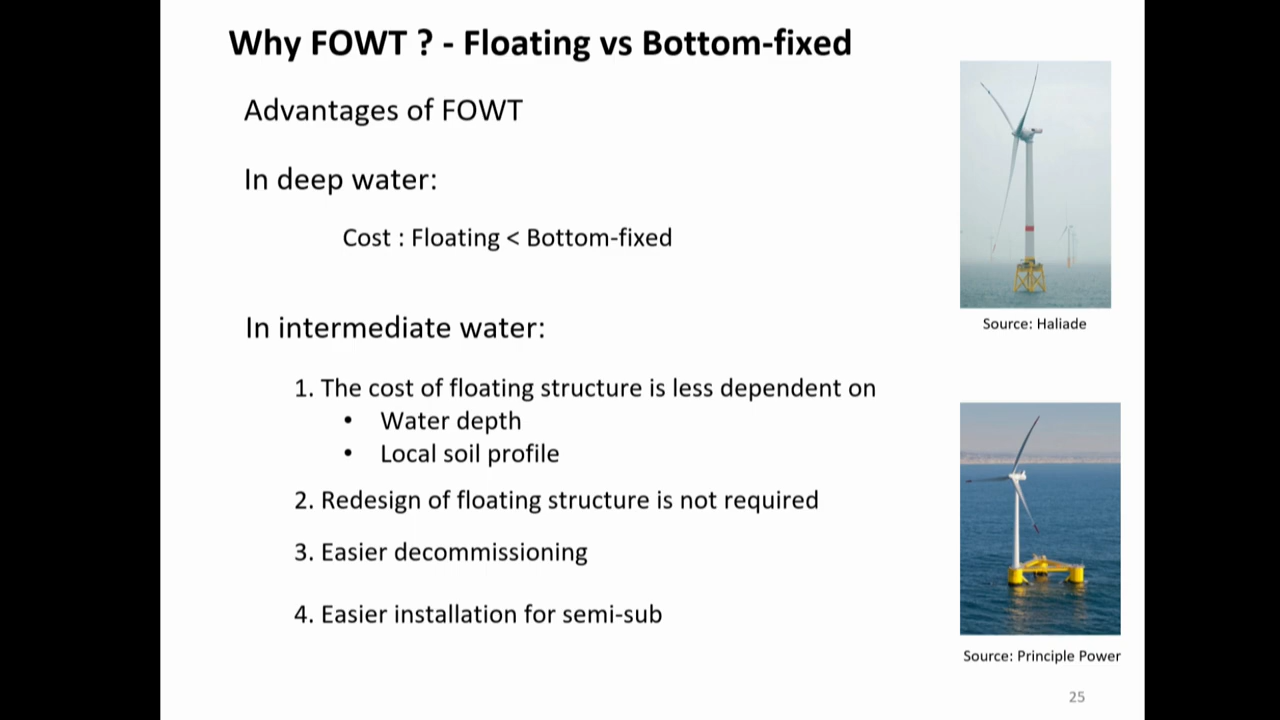 Why FOWT ? - Floating vs Bottom-fixed
Advantages of FOWT
In deep water:
Cost : Floating < Bottom-fixed
In intermediate water:
1. The cost of floating structure is less dependent on
• Water depth
• Local soil profile
2. Redesign of floating structure is not required
3. Easier decommissioning
4. Easier installation for semi-sub
Source: Haliade
Source: Principle Power
25